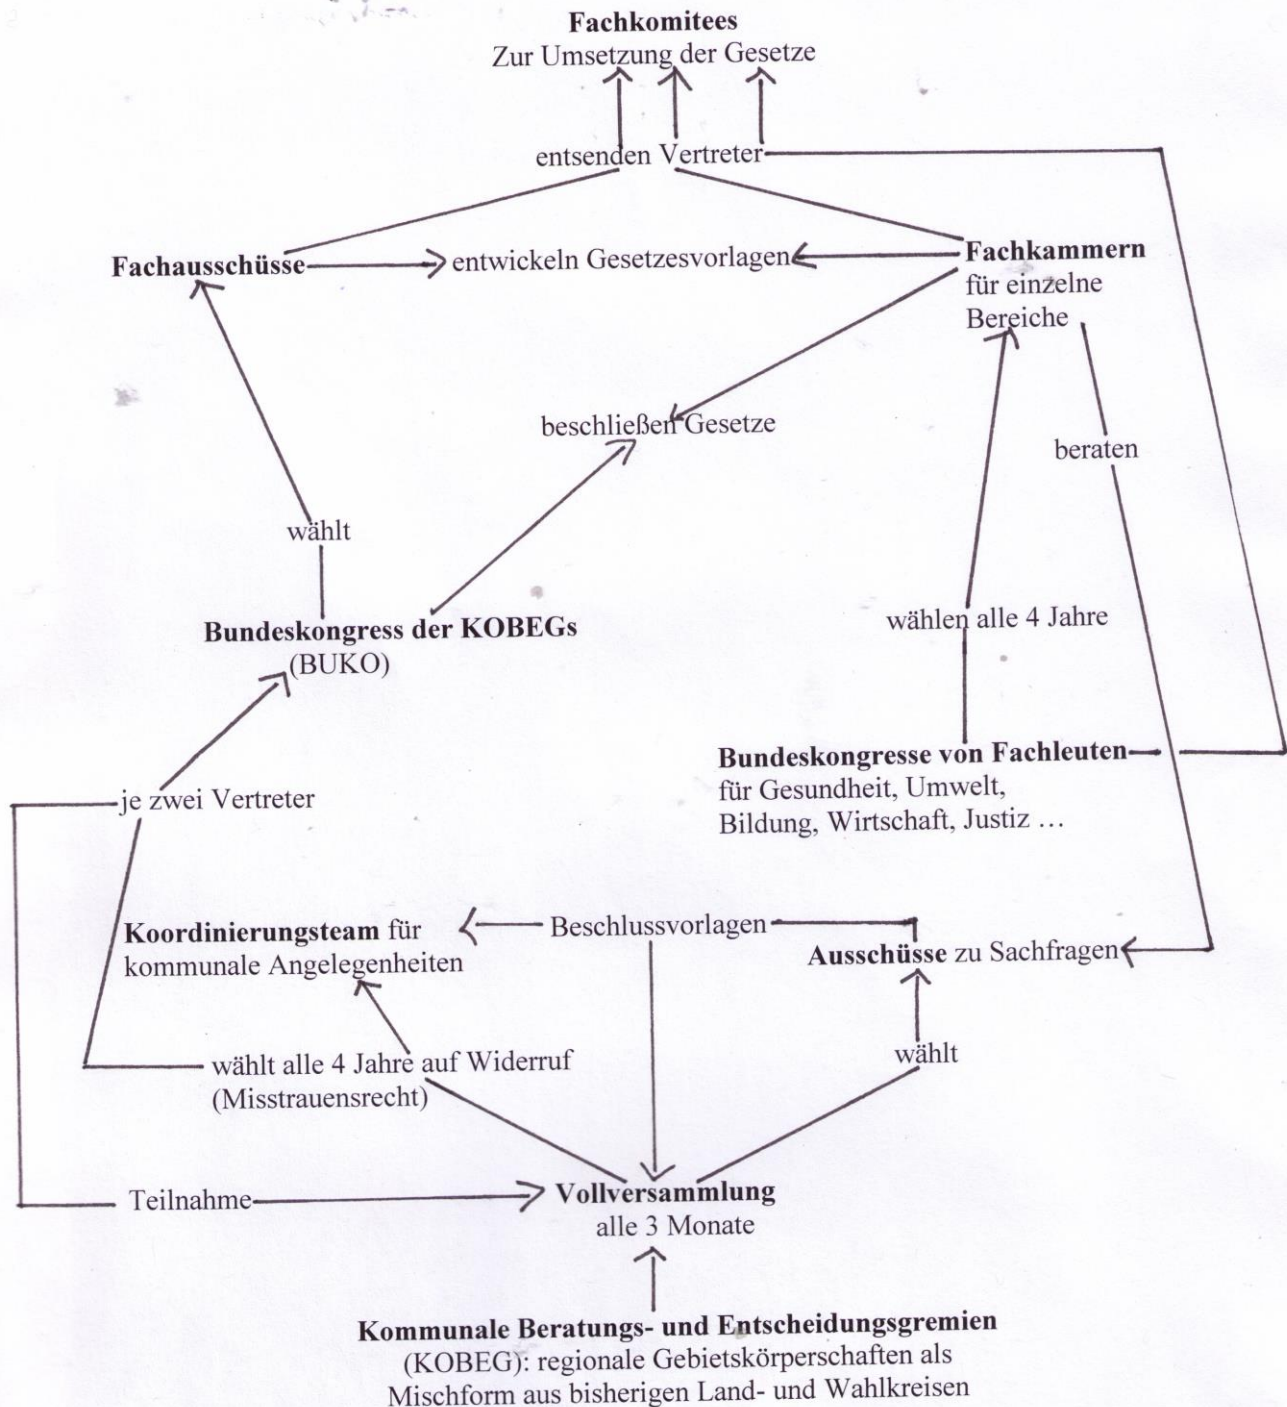 Fachkomitees
Zur Umsetzung der Gesetze
entsenden Vertreter
Fachausschüsse
entwickeln Gesetzesvorlagen
Fachkammern
für einzelne
Bereiche
beschließen Gesetze
beraten
wählt
Bundeskongress der KOBEGs
(BUKO)
wählen alle 4 Jahre
Bundeskongresse von Fachleuten
für Gesundheit, Umwelt,
Bildung, Wirtschaft, Justiz …
je zwei Vertreter
Koordinierungsteam für
kommunale Angelegenheiten
Beschlussvorlagen
Ausschüsse zu Sachfragen
wählt alle 4 Jahre auf Widerruf
(Misstrauensrecht)
wählt
Teilnahme
Vollversammlung
alle 3 Monate
Kommunale Beratungs- und Entscheidungsgremien
(KOBEG): regionale Gebietskörperschaften als
Mischform aus bisherigen Land- und Wahlkreisen